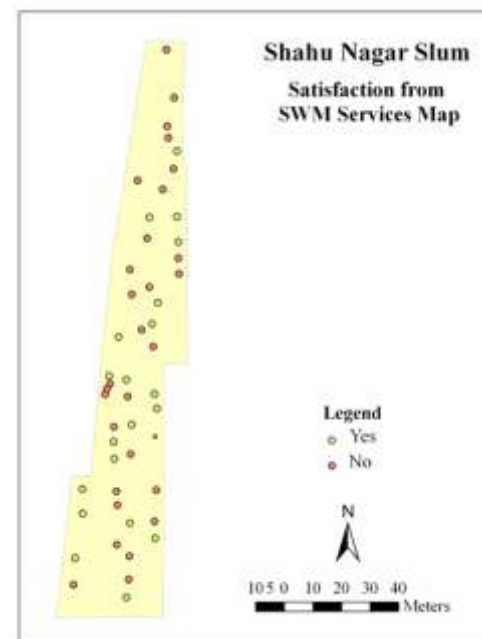 Shahu Nagar Slum
Satisfaction from
SWM Services Map
Legend
Yes
No
N
10 5 0 10 20 30 40
Meters